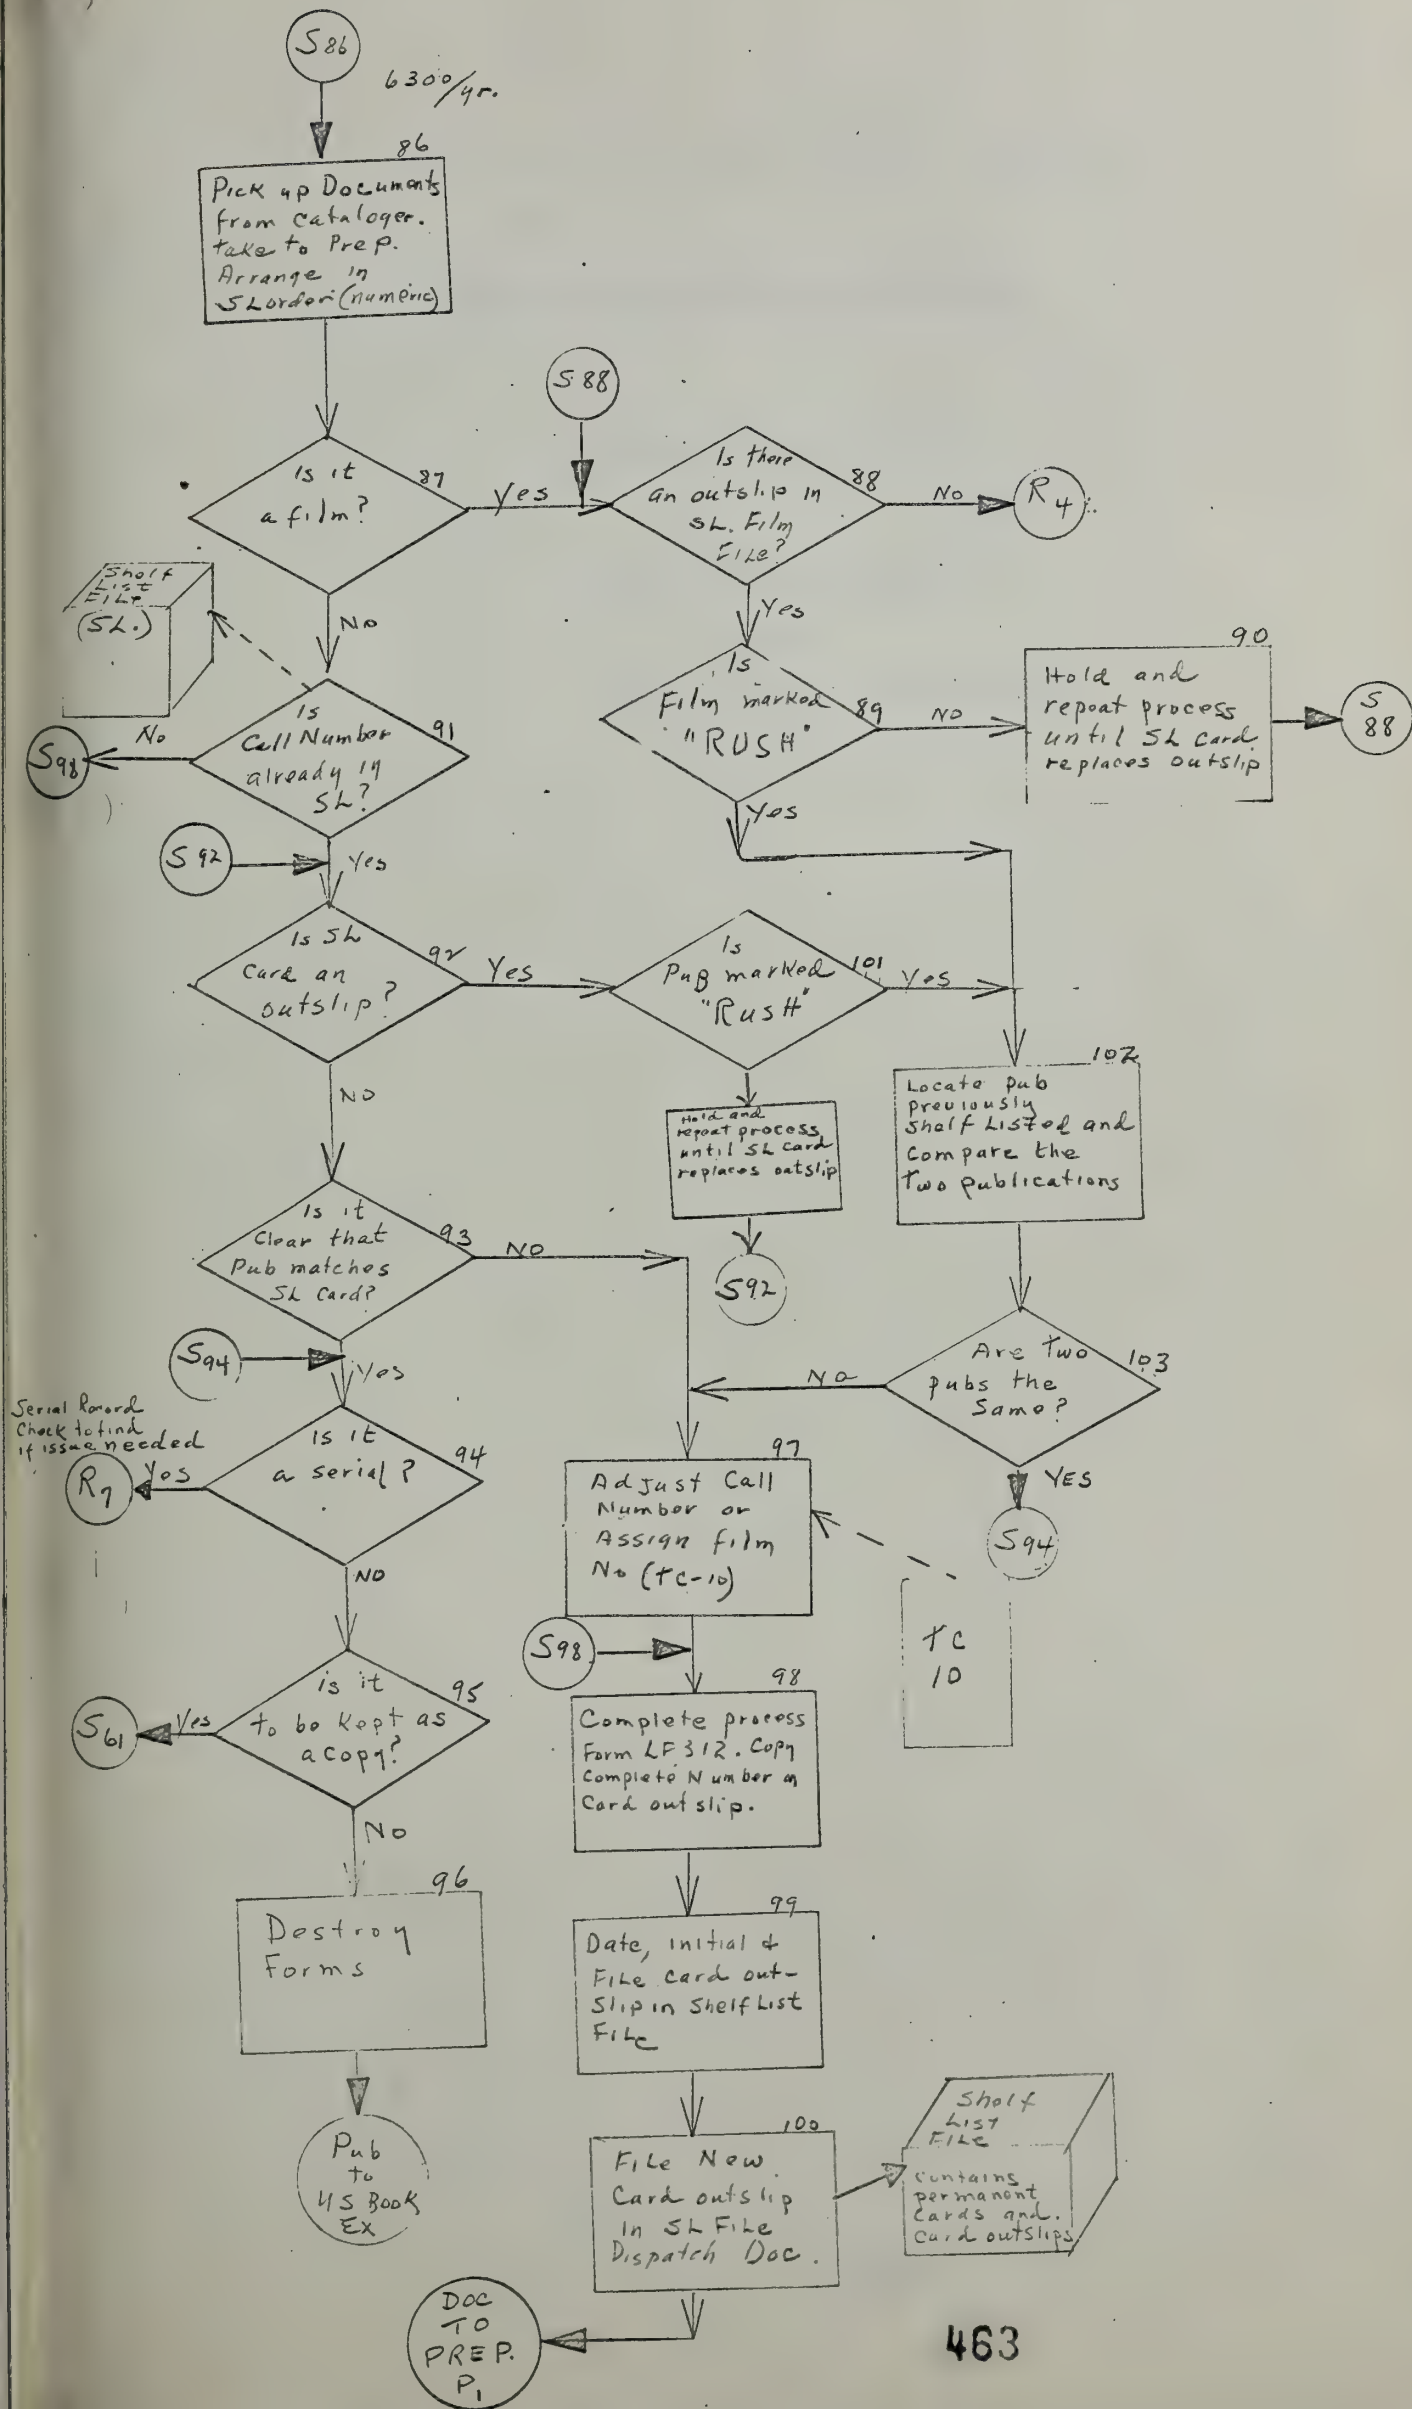 S 86
6300/yr.
86
Pick up Documents
from Cataloger.
take to Prep.
Arrange in
SL order (numeric)
S 88
Is it
a film?
87
Yes
Is there
an outslip in
SL. Film
File?
88
No
R 4
Shelf
List
File
(SL.)
No
Yes
Is
Film marked
"RUSH"
89
No
90
Hold and
repeat process
until SL Card
replaces outslip
S
88
Is
Call Number
already in
SL?
91
No
S98
Yes
S 92
Yes
Is SL
Card an
outslip?
92
Yes
Is
Pub marked
"RusH"
101
Yes
NO
102
Locate pub
previously
Shelf Listed and
Compare the
Two publications
Hold and
repeat process
until SL Card
replaces outslip
S92
Is it
Clear that
Pub matches
SL Card?
93
NO
S94
Yes
Are Two
pubs the
Same?
103
No
YES
S94
Serial Record
Check to find
if issue needed
R7
Yes
Is it
a serial?
94
NO
97
Adjust Call
Number or
Assign film
No (TC-10)
TC
10
S98
is it
to be kept as
a copy?
95
Yes
S61
NO
98
Complete process
Form LF 312. Copy
Complete Number on
Card out slip.
96
Destroy
Forms
99
Date, initial &
File Card out-
Slip in Shelf List
File
Pub
to
US Book
EX
100
File New
Card outslip
in SL File
Dispatch Doc.
Shelf
List
File
Contains
permanent
Cards and.
Card outslips
DOC
TO
PREP.
P1
463